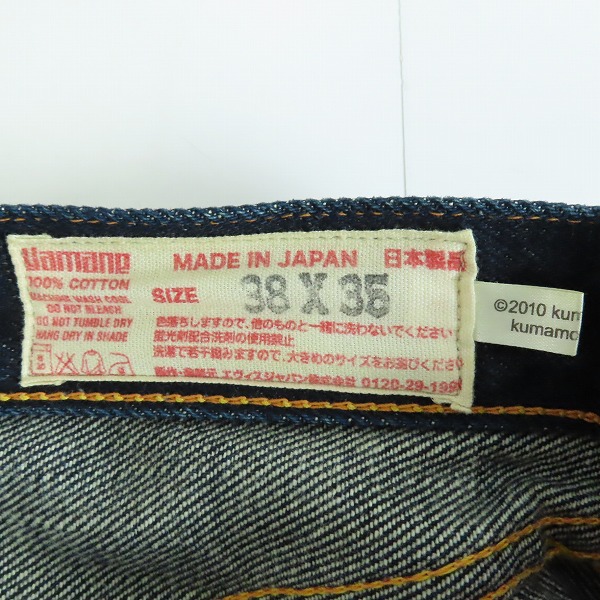 Yamane
100% COTTON
MACHINE WASH COOL
DO NOT BLEACH
DO NOT TUMBLE DRY
HANG DRY IN SHADE
MADE IN JAPAN 日本製品
SIZE 38 X 35
色落ちしますので、他のものと一緒に洗わないでください
蛍光剤配合洗剤の使用禁止
洗濯で若干縮みますので、大きめのサイズをお選びくださ
エヴィスジャパン株式会社 0120-29-199
©2010 kum
kumamo